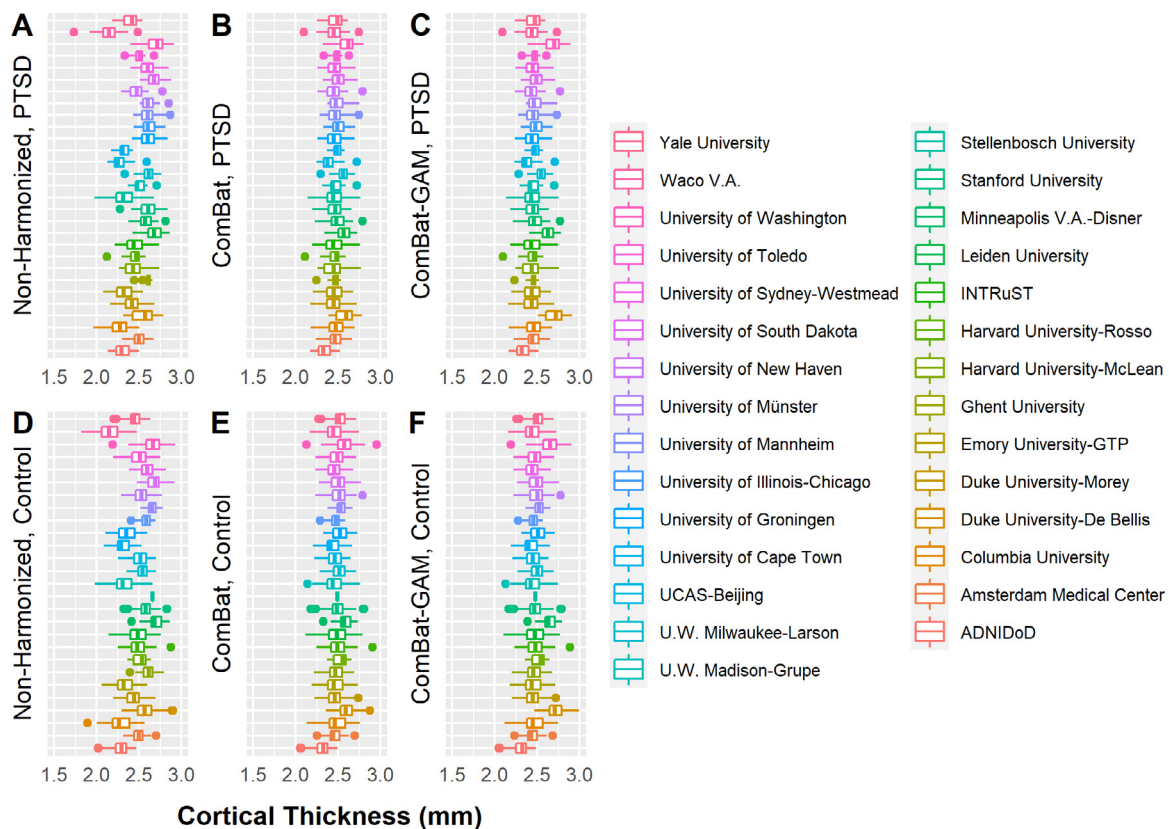 A
B
C
Non-Harmonized, PTSD
ComBat, PTSD
ComBat-GAM, PTSD
1.5 2.0 2.5 3.0
1.5 2.0 2.5 3.0
1.5 2.0 2.5 3.0
D
E
F
Non-Harmonized, Control
ComBat, Control
ComBat-GAM, Control
1.5 2.0 2.5 3.0
1.5 2.0 2.5 3.0
1.5 2.0 2.5 3.0
Cortical Thickness (mm)
Yale University
Waco V.A.
University of Washington
University of Toledo
University of Sydney-Westmead
University of South Dakota
University of New Haven
University of Münster
University of Mannheim
University of Illinois-Chicago
University of Groningen
University of Cape Town
UCAS-Beijing
U.W. Milwaukee-Larson
U.W. Madison-Grupe
Stellenbosch University
Stanford University
Minneapolis V.A.-Disner
Leiden University
INTRuST
Harvard University-Rosso
Harvard University-McLean
Ghent University
Emory University-GTP
Duke University-Morey
Duke University-De Bellis
Columbia University
Amsterdam Medical Center
ADNIDoD